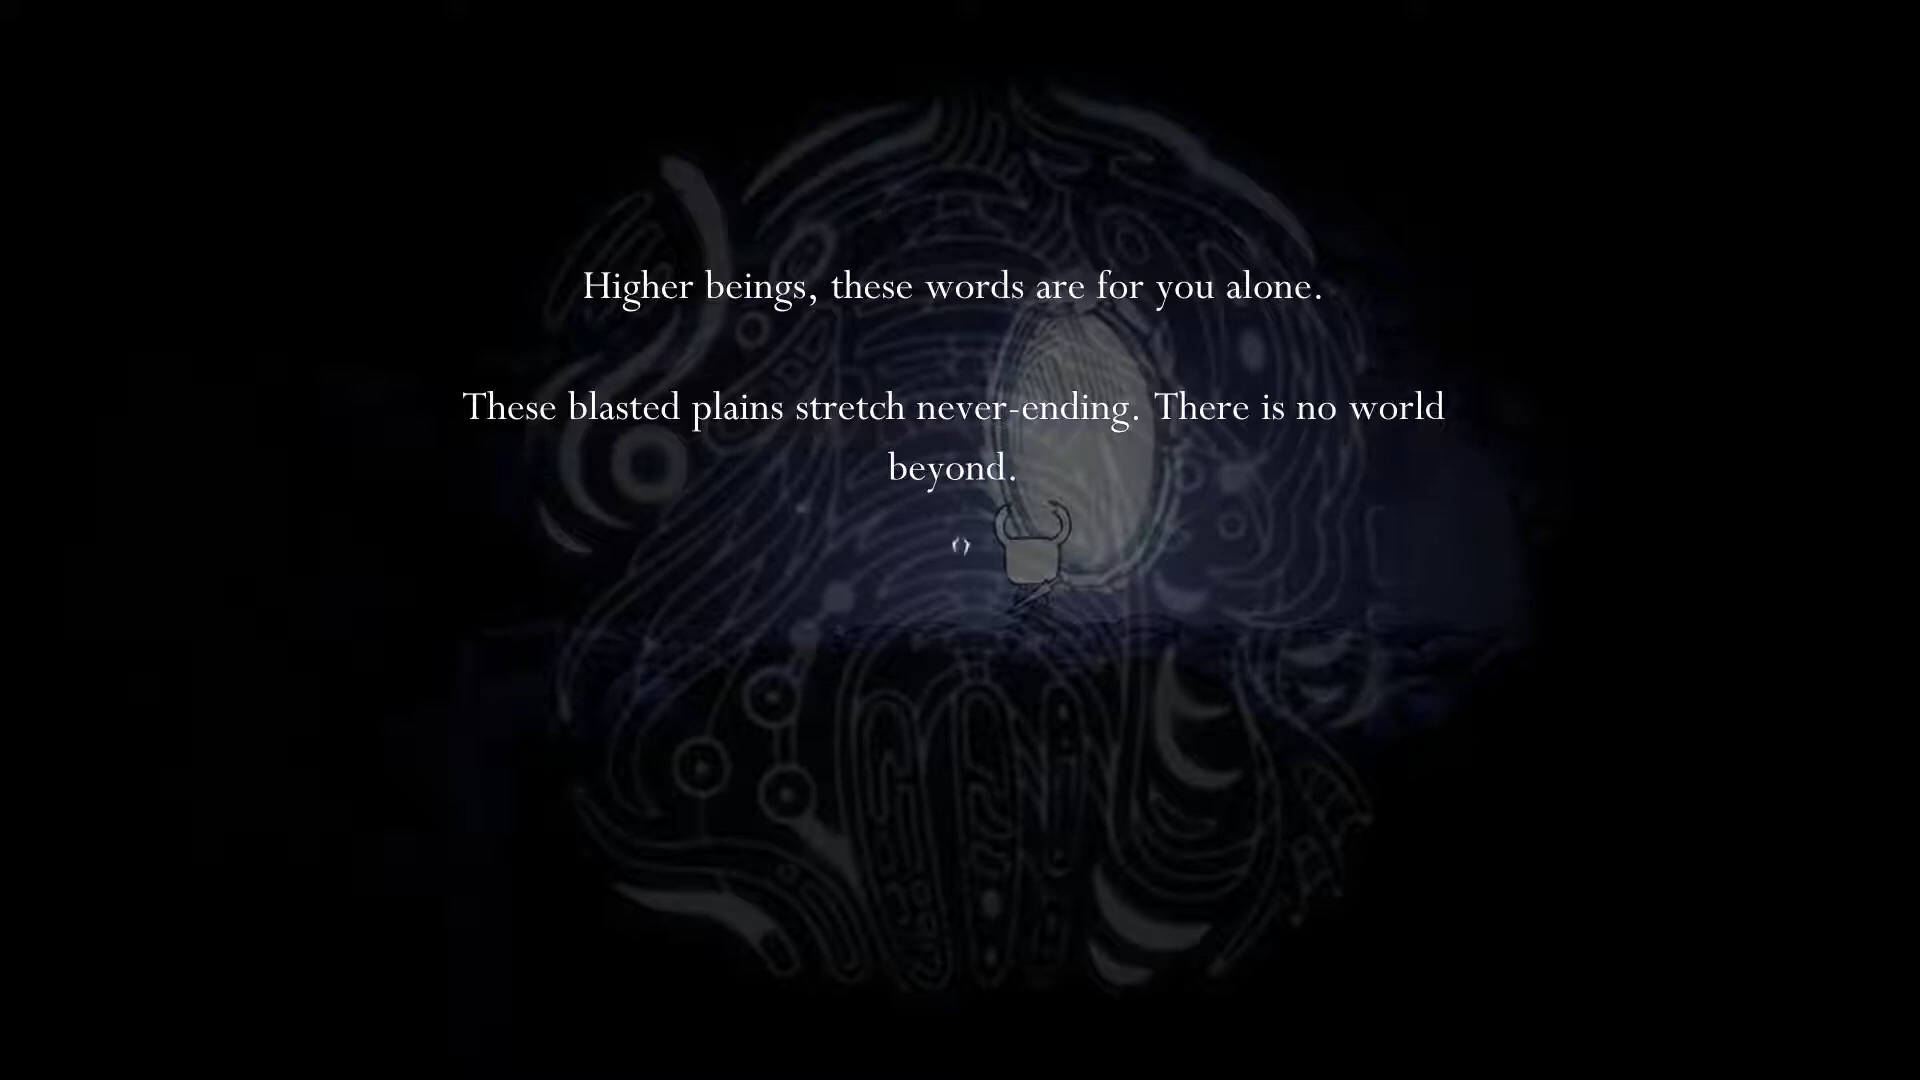 Higher beings, these words are for you alone.
These blasted plains stretch never-ending. There is no world
beyond.